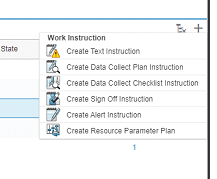 State
Work Instruction
Create Text Instruction
Create Data Collect Plan Instruction
Create Data Collect Checklist Instruction
Create Sign Off Instruction
Create Alert Instruction
Create Resource Parameter Plan
1